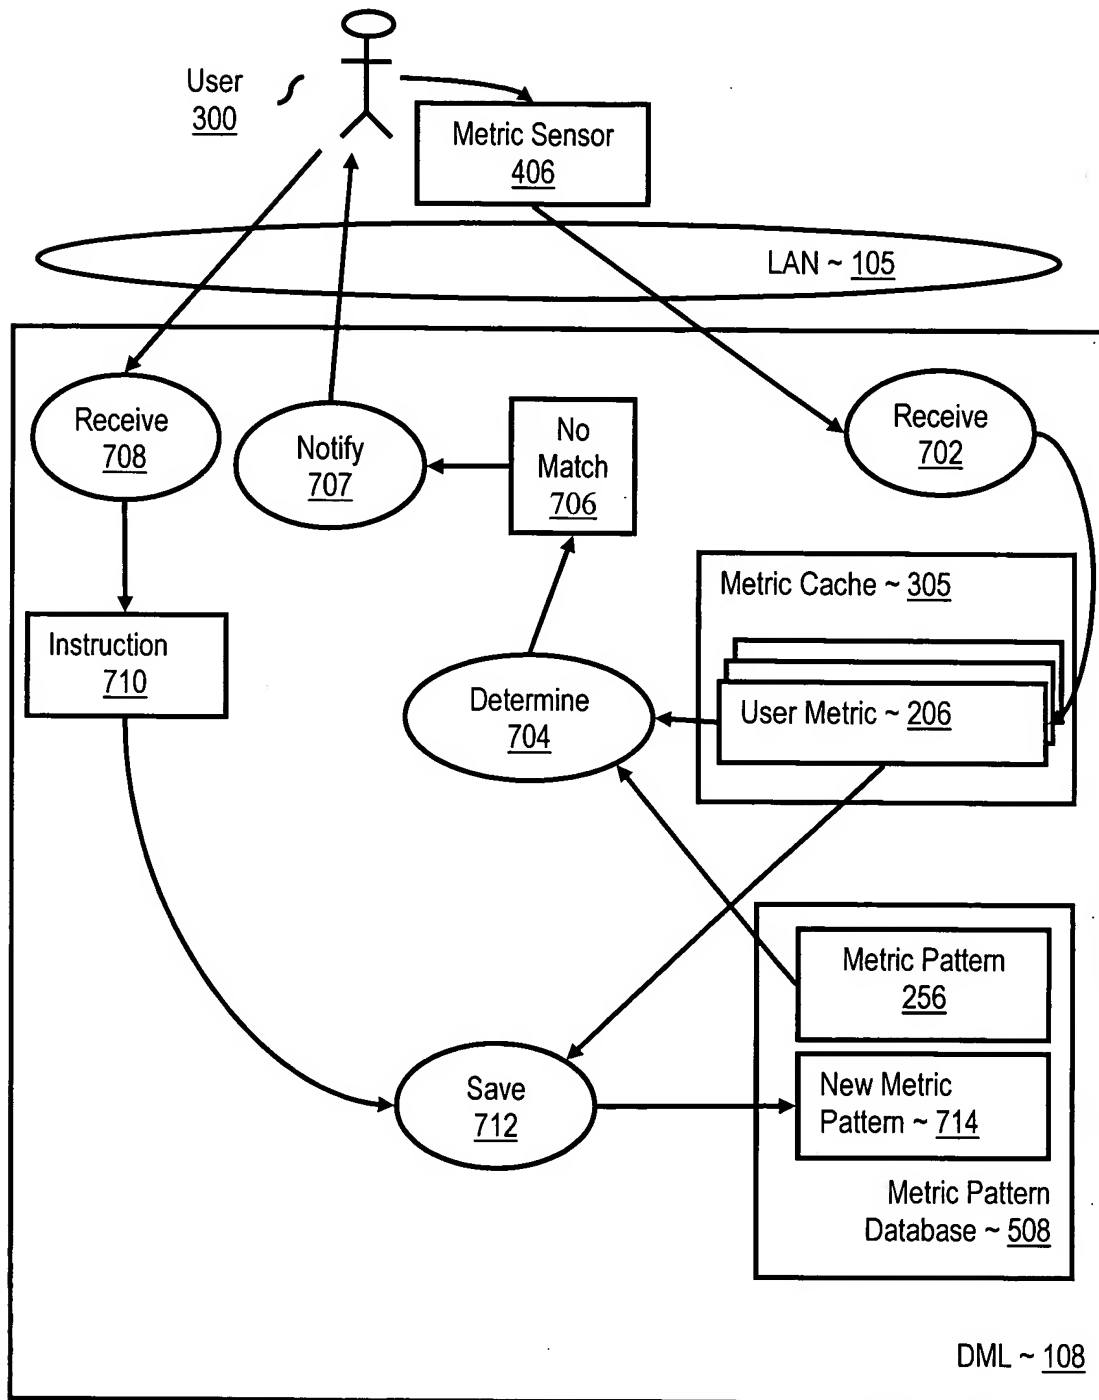 User
300
Metric Sensor
406
LAN ~ 105
Receive
708
Notify
707
No
Match
706
Receive
702
Metric Cache ~ 305
User Metric ~ 206
Instruction
710
Determine
704
Metric Pattern
256
New Metric
Pattern ~ 714
Save
712
Metric Pattern
Database ~ 508
DML ~ 108